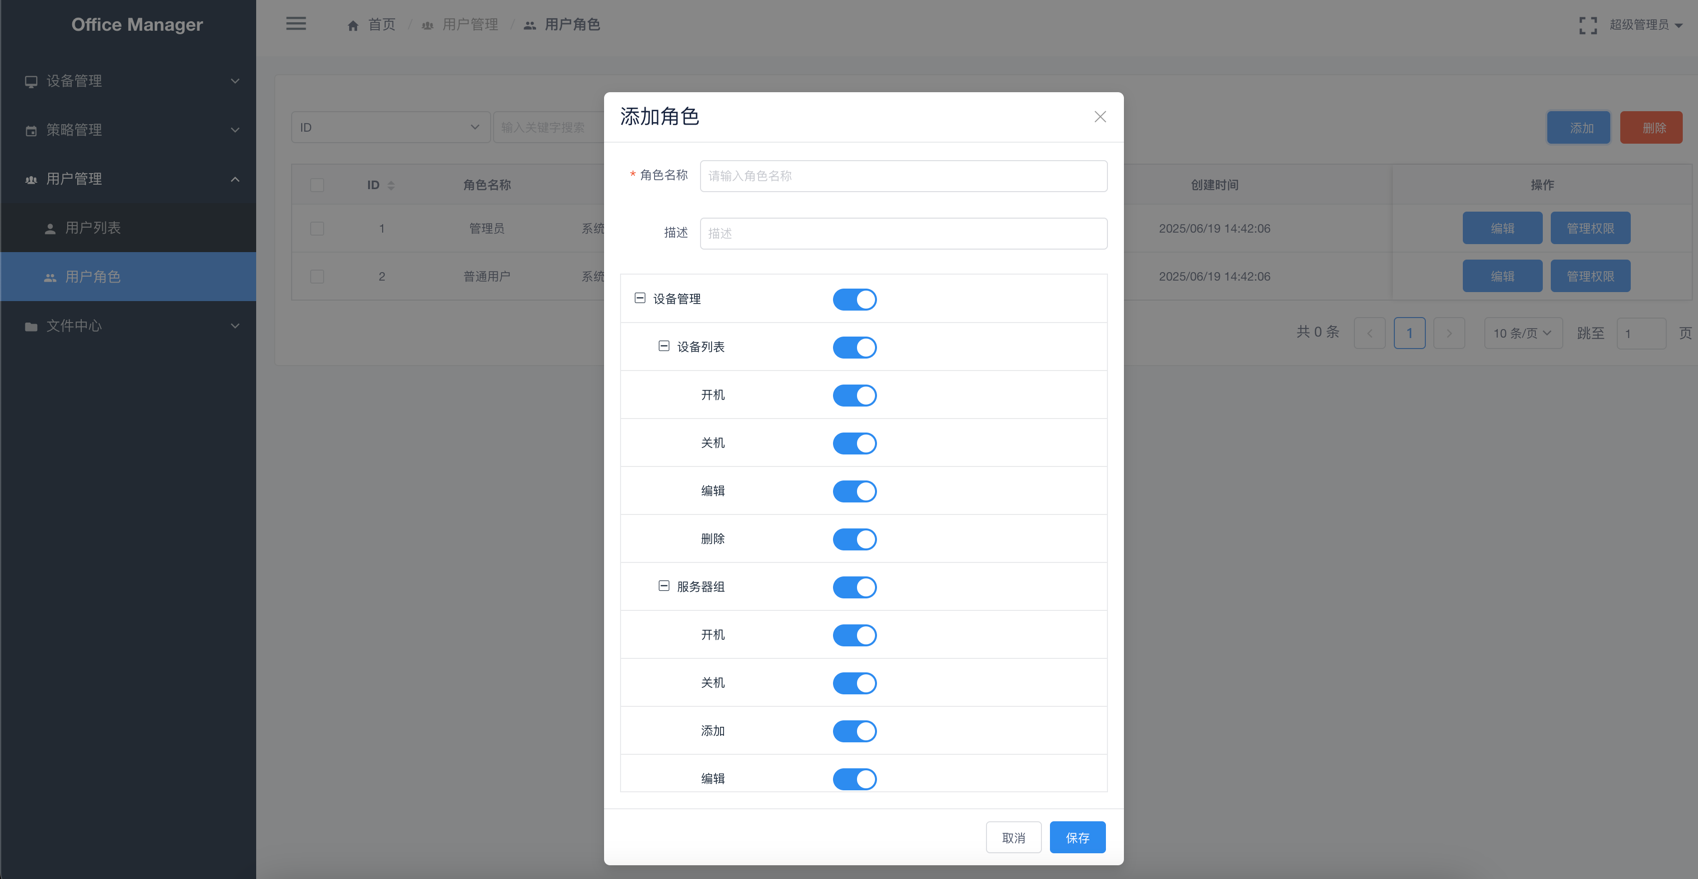 Office Manager
首页 / 用户管理 / 用户角色
超级管理员
设备管理
策略管理
用户管理
用户列表
用户角色
文件中心
ID
输入关键字搜索
添加
删除
ID 角色名称 创建时间 操作
1 管理员 系统 2025/06/19 14:42:06 编辑 管理权限
2 普通用户 系统 2025/06/19 14:42:06 编辑 管理权限
共 0 条 1 10 条/页 跳至 1 页
添加角色
* 角色名称 请输入角色名称
描述 描述
设备管理
设备列表
开机
关机
编辑
删除
服务器组
开机
关机
添加
编辑
取消 保存